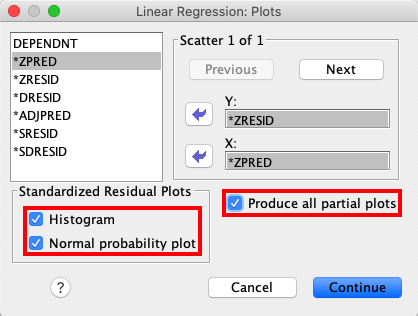 Linear Regression: Plots
DEPENDNT
*ZPRED
*ZRESID
*DRESID
*ADJPRED
*SRESID
*SDRESID
Scatter 1 of 1
Previous
Next
Y:
*ZRESID
X:
*ZPRED
Standardized Residual Plots
Histogram
Normal probability plot
Produce all partial plots
?
Cancel
Continue